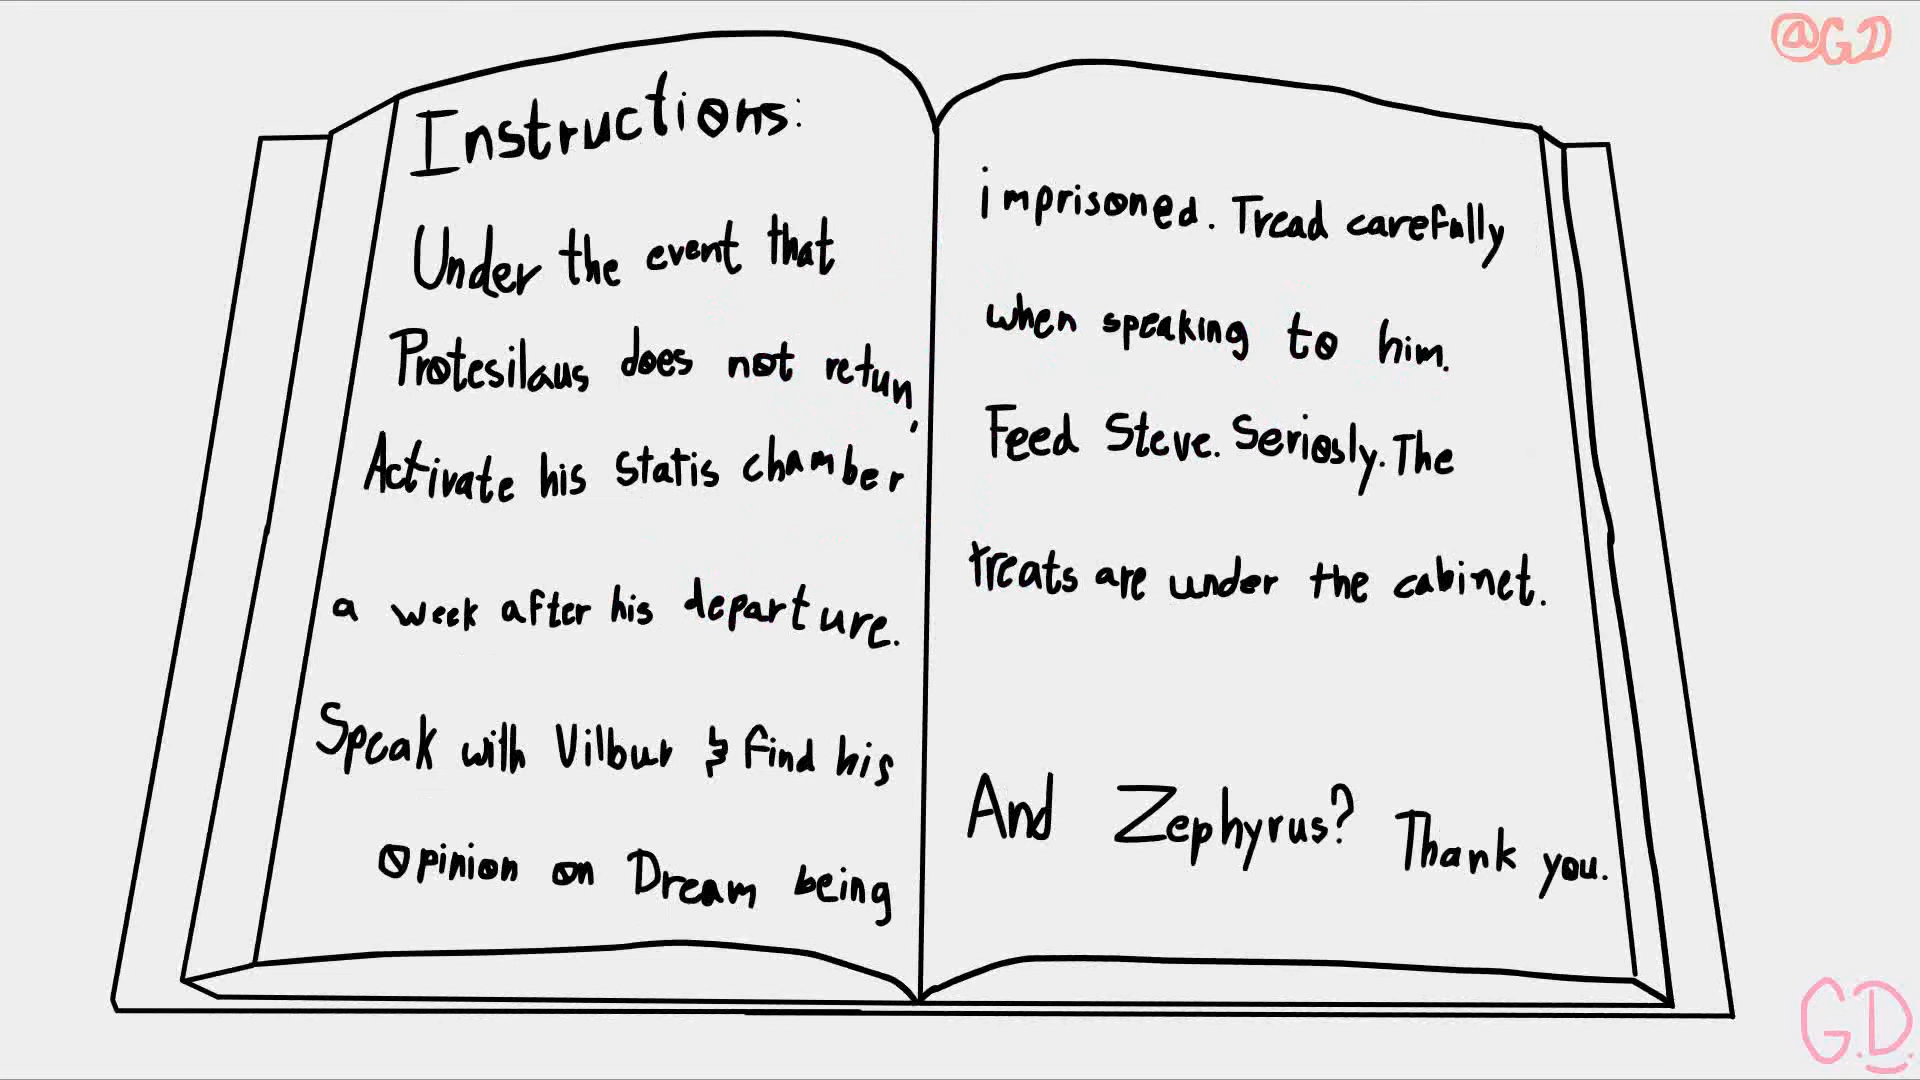 @GD
Instructions:
Under the event that
Protesilaus does not retun,
Activate his statis chamber
a week after his departure.
Speak with Vilbur & find his
opinion on Dream being
imprisoned. Tread carefully
when speaking to him.
Feed Steve. Seriosly. The
treats are under the cabinet.
And Zephyrus? Thank you.
G.D.